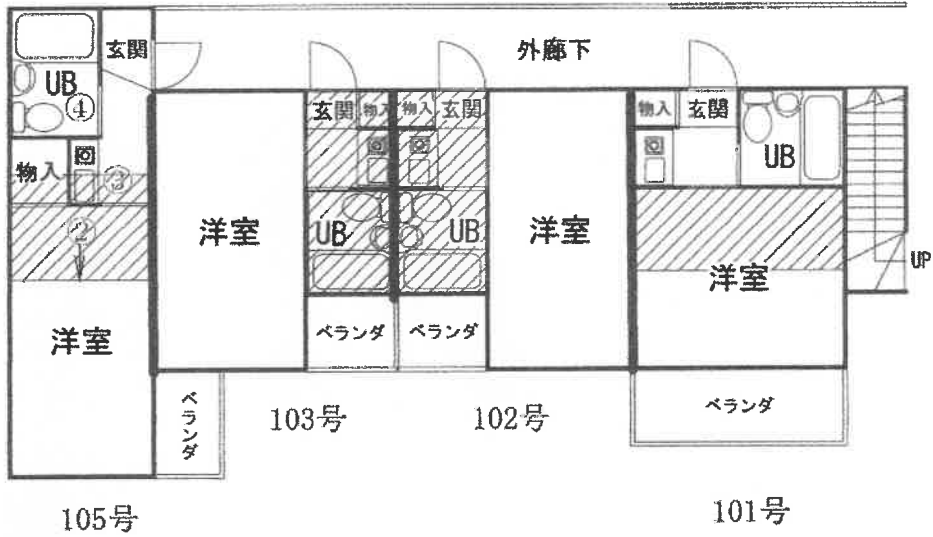 玄関
外廊下
UB
④
物入
③
②
洋室
ベランダ
105号
玄関
物入
洋室
UB
ベランダ
103号
物入
玄関
UB
洋室
ベランダ
102号
物入
玄関
UB
洋室
ベランダ
101号
UP